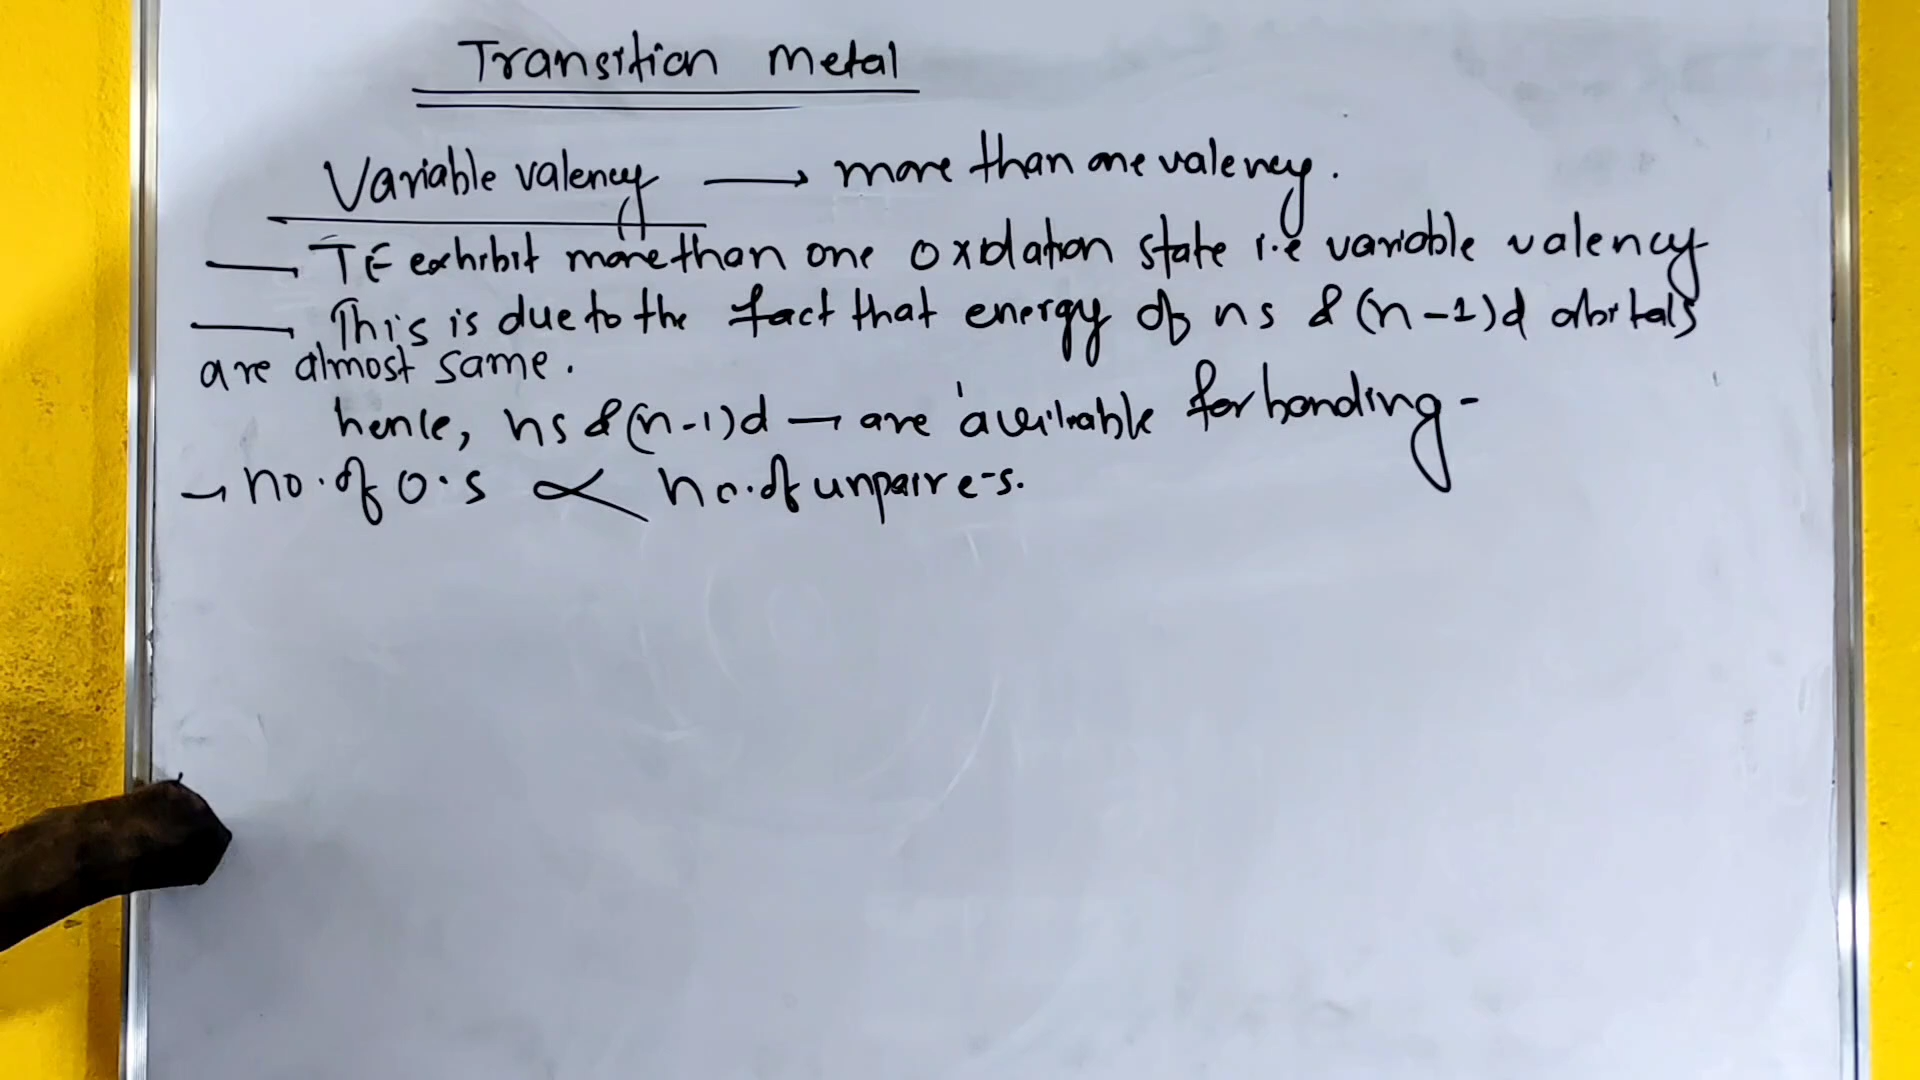 Transition Metal
Variable valency → more than one valency.
— TE exhibit more than one oxidation state i.e variable valency
— This is due to the fact that energy of ns & (n-1)d orbitals
are almost same.
hence, ns & (n-1)d → are available for bonding -
→ no. of o.s ∝ no. of unpair e-s.